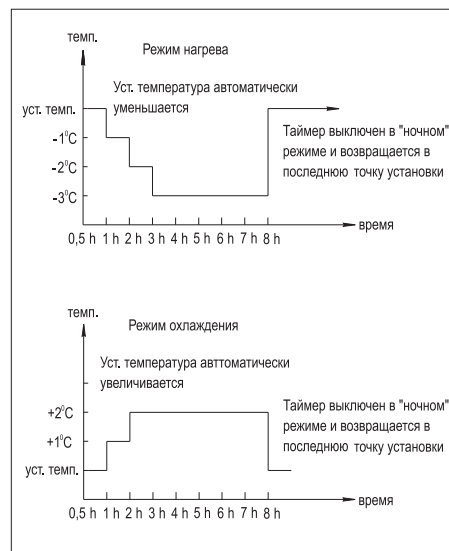 темп.
Режим нагрева
Уст. температура автоматически
уменьшается
уст. темп.
-1°C
-2°C
-3°C
Таймер выключен в "ночном"
режиме и возвращается в
последнюю точку установки
время
0,5 h 1 h 2 h 3 h 4 h 5 h 6 h 7 h 8 h
темп.
Режим охлаждения
Уст. температура авттоматически
увеличивается
+2°C
+1°C
уст. темп.
Таймер выключен в "ночном"
режиме и возвращается в
последнюю точку установки
время
0,5 h 1 h 2 h 3 h 4 h 5 h 6 h 7 h 8 h